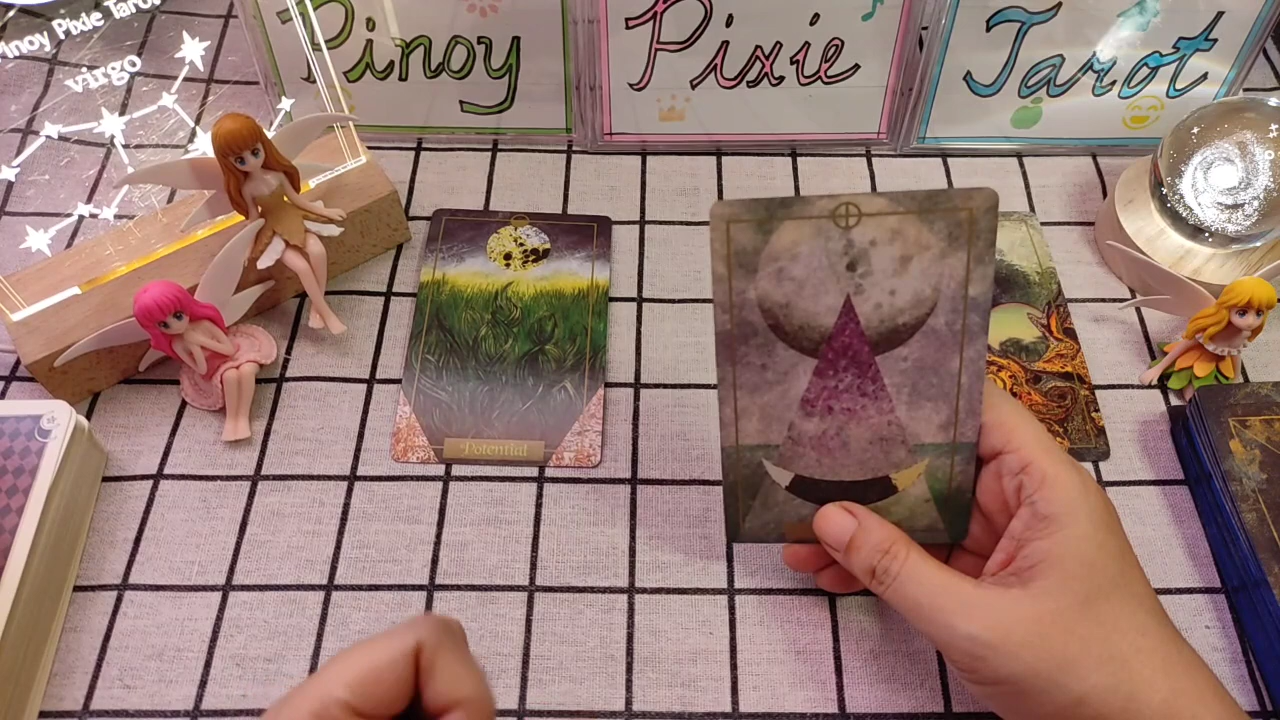 Pinoy Pixie Tarot
virgo
Pinoy
Pixie
Tarot
Potential